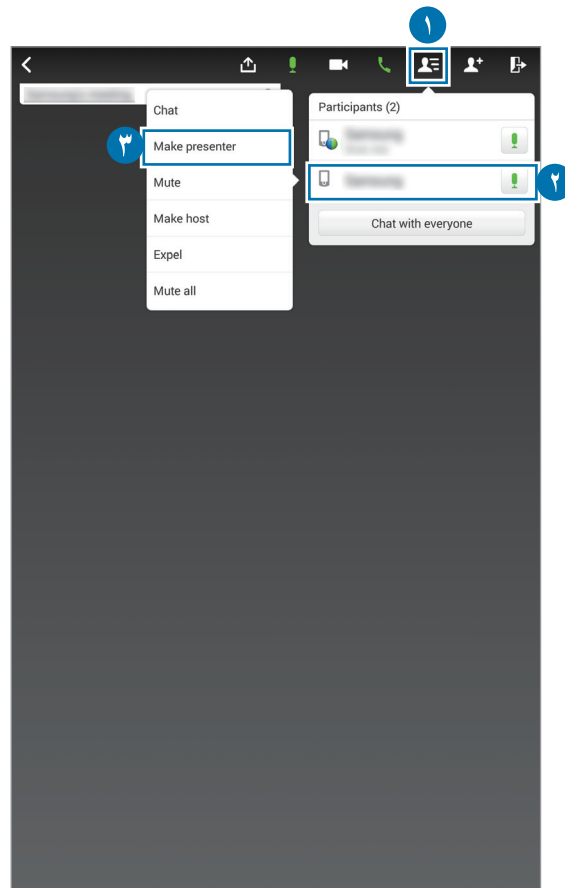 ١
Participants (2)
Chat
٣
Make presenter
Mute
٢
Make host
Chat with everyone
Expel
Mute all